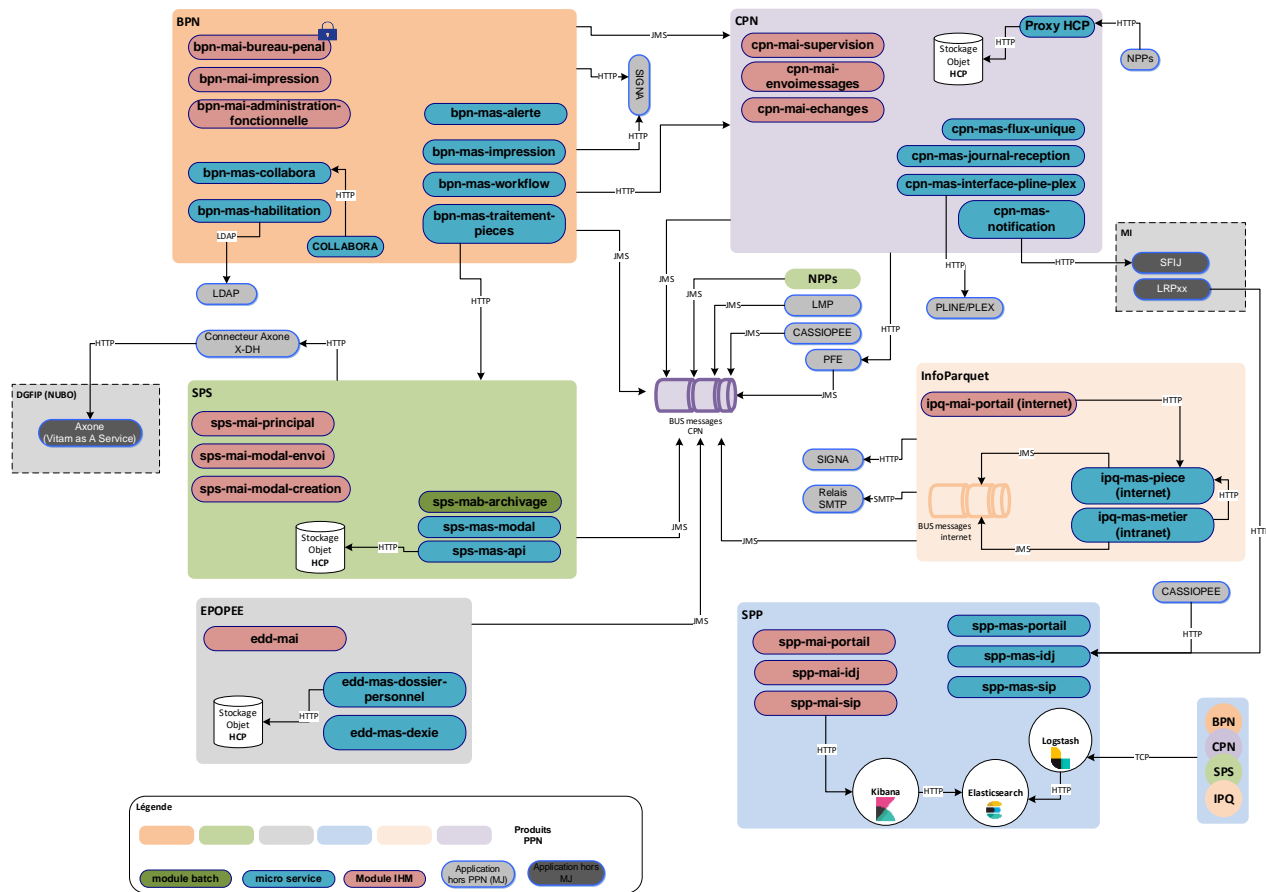 BPN
bpn-mai-bureau-penal
bpn-mai-impression
bpn-mai-administration-
fonctionnelle
bpn-mas-alerte
bpn-mas-impression
bpn-mas-workflow
bpn-mas-traitement-
pieces
bpn-mas-collabora
bpn-mas-habilitation
HTTP
COLLABORA
LDAP
LDAP
JMS
HTTP
SIGNA
HTTP
HTTP
JMS
HTTP
CPN
cpn-mai-supervision
cpn-mai-
envoimessages
cpn-mai-echanges
Proxy HCP
HTTP
HTTP
NPPs
Stockage
Objet
HCP
cpn-mas-flux-unique
cpn-mas-journal-reception
cpn-mas-interface-pline-plex
cpn-mas-
notification
HTTP
HTTP
PLINE/PLEX
MI
SFIJ
LRPxx
HTTP
JMS
JMS
NPPs
JMS
LMP
JMS
CASSIOPEE
HTTP
PFE
JMS
BUS messages
CPN
Connecteur Axone
X-DH
HTTP
HTTP
DGFIP (NUBO)
Axone
(Vitam as A Service)
SPS
sps-mai-principal
sps-mai-modal-envoi
sps-mai-modal-creation
sps-mab-archivage
sps-mas-modal
sps-mas-api
HTTP
Stockage
Objet
HCP
JMS
JMS
JMS
InfoParquet
ipq-mai-portail (internet)
HTTP
JMS
ipq-mas-piece
(internet)
HTTP
ipq-mas-metier
(intranet)
JMS
BUS messages
internet
SIGNA
HTTP
Relais
SMTP
SMTP
EPOPEE
edd-mai
edd-mas-dossier-
personnel
edd-mas-dexie
HTTP
Stockage
Objet
HCP
CASSIOPEE
HTTP
SPP
spp-mai-portail
spp-mai-idj
spp-mai-sip
spp-mas-portail
spp-mas-idj
spp-mas-sip
HTTP
Kibana
HTTP
Elasticsearch
HTTP
Logstash
TCP
BPN
CPN
SPS
IPQ
Légende
Produits
PPN
module batch
micro service
Module IHM
Application
hors PPN (MJ)
Application hors
MJ